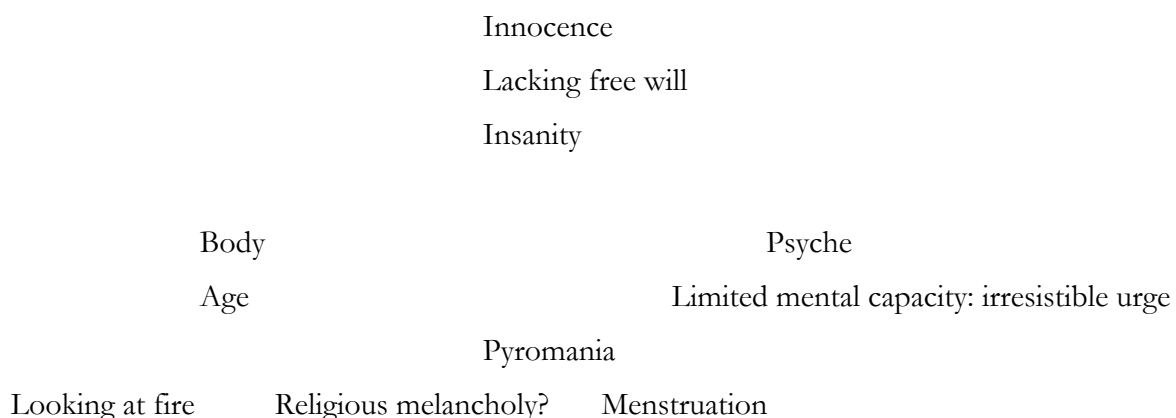 Innocence
Lacking free will
Insanity
Body Psyche
Age Limited mental capacity: irresistible urge
Pyromania
Looking at fire Religious melancholy? Menstruation